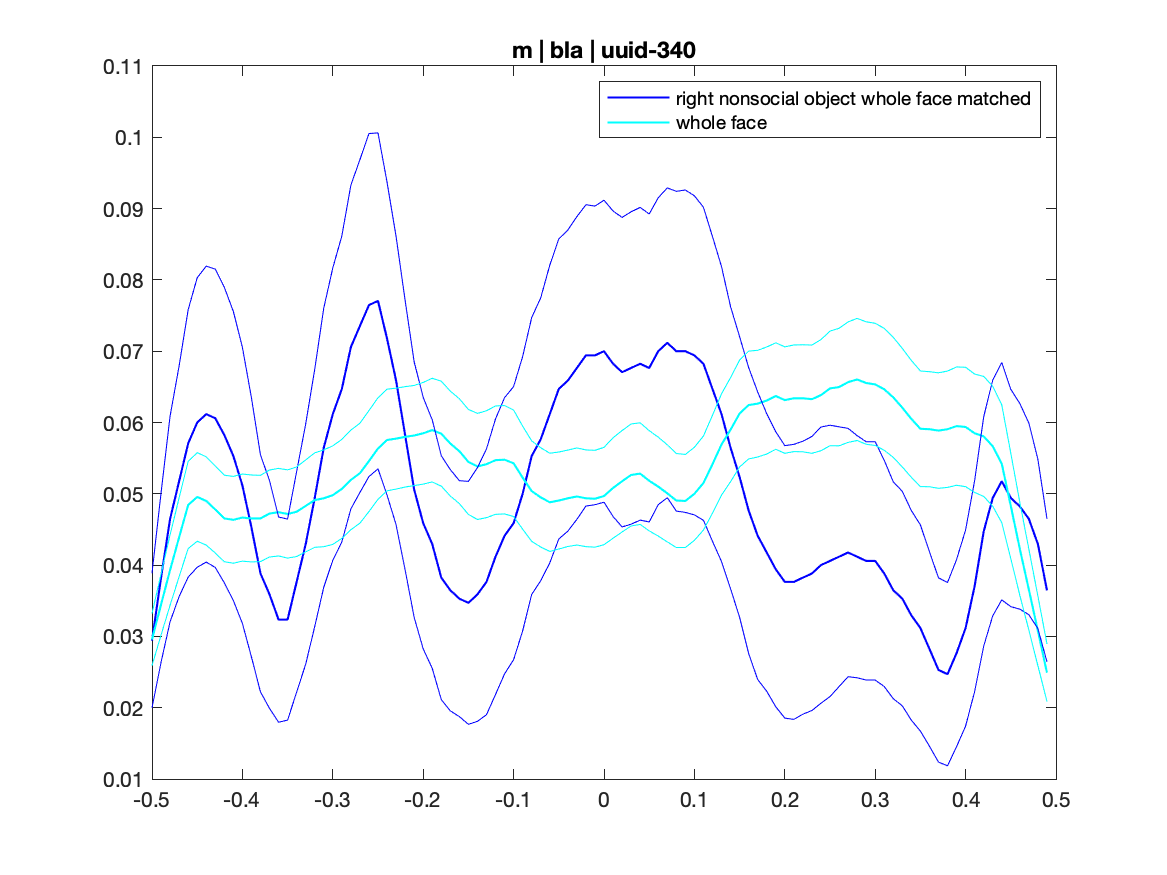 m | bla | uuid-340
right nonsocial object whole face matched
whole face
0.11
0.1
0.09
0.08
0.07
0.06
0.05
0.04
0.03
0.02
0.01
-0.5 -0.4 -0.3 -0.2 -0.1 0 0.1 0.2 0.3 0.4 0.5